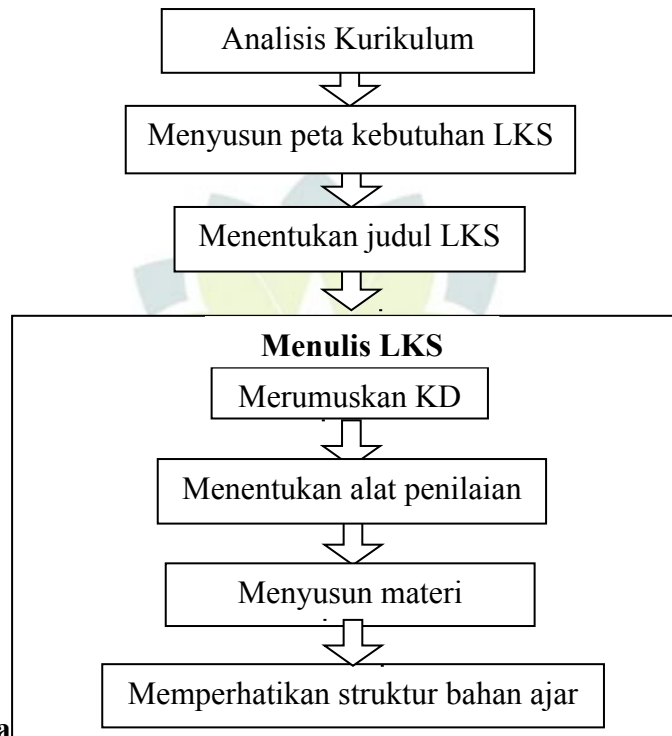 Analisis Kurikulum
Menyusun peta kebutuhan LKS
Menentukan judul LKS
Menulis LKS
Merumuskan KD
Menentukan alat penilaian
Menyusun materi
Memperhatikan struktur bahan ajar
a